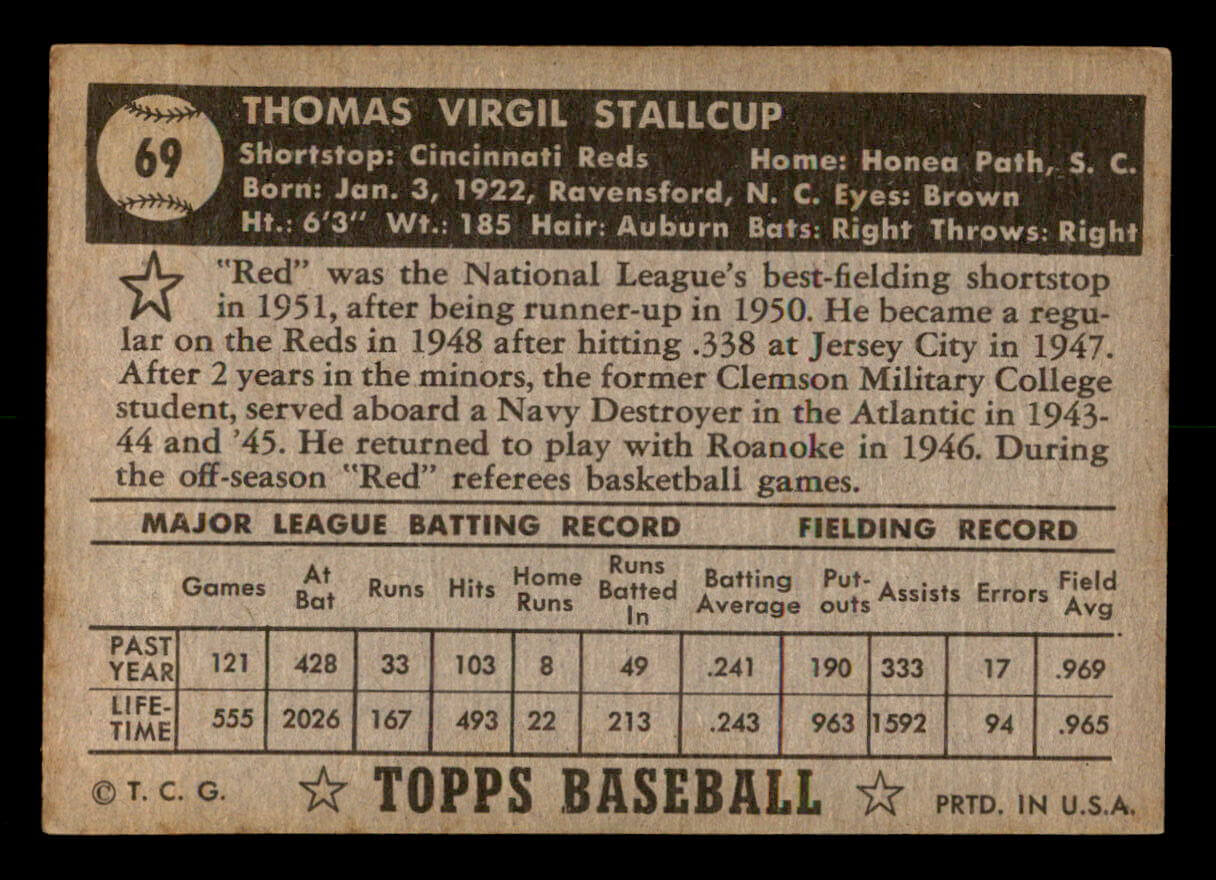 69
THOMAS VIRGIL STALLCUP
Shortstop: Cincinnati Reds Home: Honea Path, S. C.
Born: Jan. 3, 1922, Ravensford, N. C. Eyes: Brown
Ht.: 6'3" Wt.: 185 Hair: Auburn Bats: Right Throws: Right
"Red" was the National League's best-fielding shortstop
in 1951, after being runner-up in 1950. He became a regu-
lar on the Reds in 1948 after hitting .338 at Jersey City in 1947.
After 2 years in the minors, the former Clemson Military College
student, served aboard a Navy Destroyer in the Atlantic in 1943-
44 and '45. He returned to play with Roanoke in 1946. During
the off-season "Red" referees basketball games.
MAJOR LEAGUE BATTING RECORD FIELDING RECORD
Games At Bat Runs Hits Home Runs Runs Batted In Batting Average Put-outs Assists Errors Field Avg.
PAST YEAR 121 428 33 103 8 49 .241 190 333 17 .969
LIFE-TIME 555 2026 167 493 22 213 .243 963 1592 94 .965
© T. C. G. TOPPS BASEBALL PRTD. IN U.S.A.